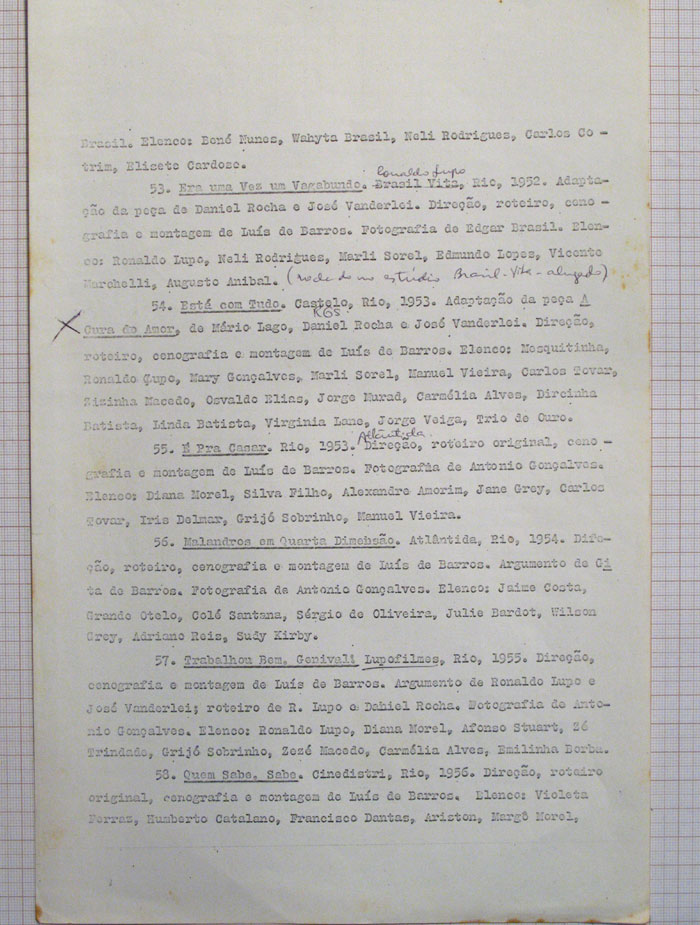 Brasil. Elenco: Bené Nunes, Wahyta Brasil, Neli Rodrigues, Carlos Co -
trim, Elisete Cardoso.
Ronaldo Lupo
53. Era uma Vez um Vagabundo. Brasil Vita, Rio, 1952. Adapta-
ção da peça de Daniel Rocha e José Vanderlei. Direção, roteiro, ceno -
grafia e montagem de Luís de Barros. Fotografia de Edgar Brasil. Elen-
co: Ronaldo Lupo, Neli Rodrigues, Marli Sorel, Edmundo Lopes, Vicente
Marchelli, Augusto Anibal. (rodado no estúdio Brasil-Vita - alugado)
54. Está com Tudo. Castelo, Rio, 1953. Adaptação da peça A
KGS
X Cura do Amor, de Mário Lago, Daniel Rocha e José Vanderlei. Direção,
roteiro, cenografia e montagem de Luís de Barros. Elenco: Mesquitinha,
Ronaldo Çupo, Mary Gonçalves, Marli Sorel, Manuel Vieira, Carlos Tovar,
Zizinha Macedo, Osvaldo Elias, Jorge Murad, Carmélia Alves, Dircinha
Batista, Linda Batista, Virginia Lane, Jorge Veiga, Trio de Ouro.
Atlântida.
55. É Pra Casar. Rio, 1953. Direção, roteiro original, ceno -
grafia e montagem de Luís de Barros. Fotografia de Antonio Gonçalves.
Elenco: Diana Morel, Silva Filho, Alexandre Amorim, Jane Grey, Carlos
Tovar, Iris Delmar, Grijó Sobrinho, Manuel Vieira.
56. Malandros em Quarta Dimebsão. Atlântida, Rio, 1954. Dife-
ção, roteiro, cenografia e montagem de Luís de Barros. Argumento de Gi
ta de Barros. Fotografia da Antonio Gonçalves. Elenco: Jaime Costa,
Grande Otelo, Colé Santana, Sérgio de Oliveira, Julie Bardot, Wilson
Grey, Adriano Reis, Sudy Kirby.
57. Trabalhou Bem, Genival! Lupofilmes, Rio, 1955. Direção,
cenografia e montagem de Luís de Barros. Argumento de Ronaldo Lupo e
José Vanderlei; roteiro de R. Lupo e Dahiel Rocha. Wotografia de Anto-
nio Gonçalves. Elenco: Ronaldo Lupo, Diana Morel, Afonso Stuart, Zé
Trindade, Grijó Sobrinho, Zezé Macedo, Carmélia Alves, Emilinha Borba.
58. Quem Sabe, Sabe. Cinedistri, Rio, 1956. Direção, roteiro
original, cenografia e montagem de Luís de Barros. Elenco: Violeta
Ferraz, Humberto Catalano, Francisco Dantas, Ariston, Margô Morel,